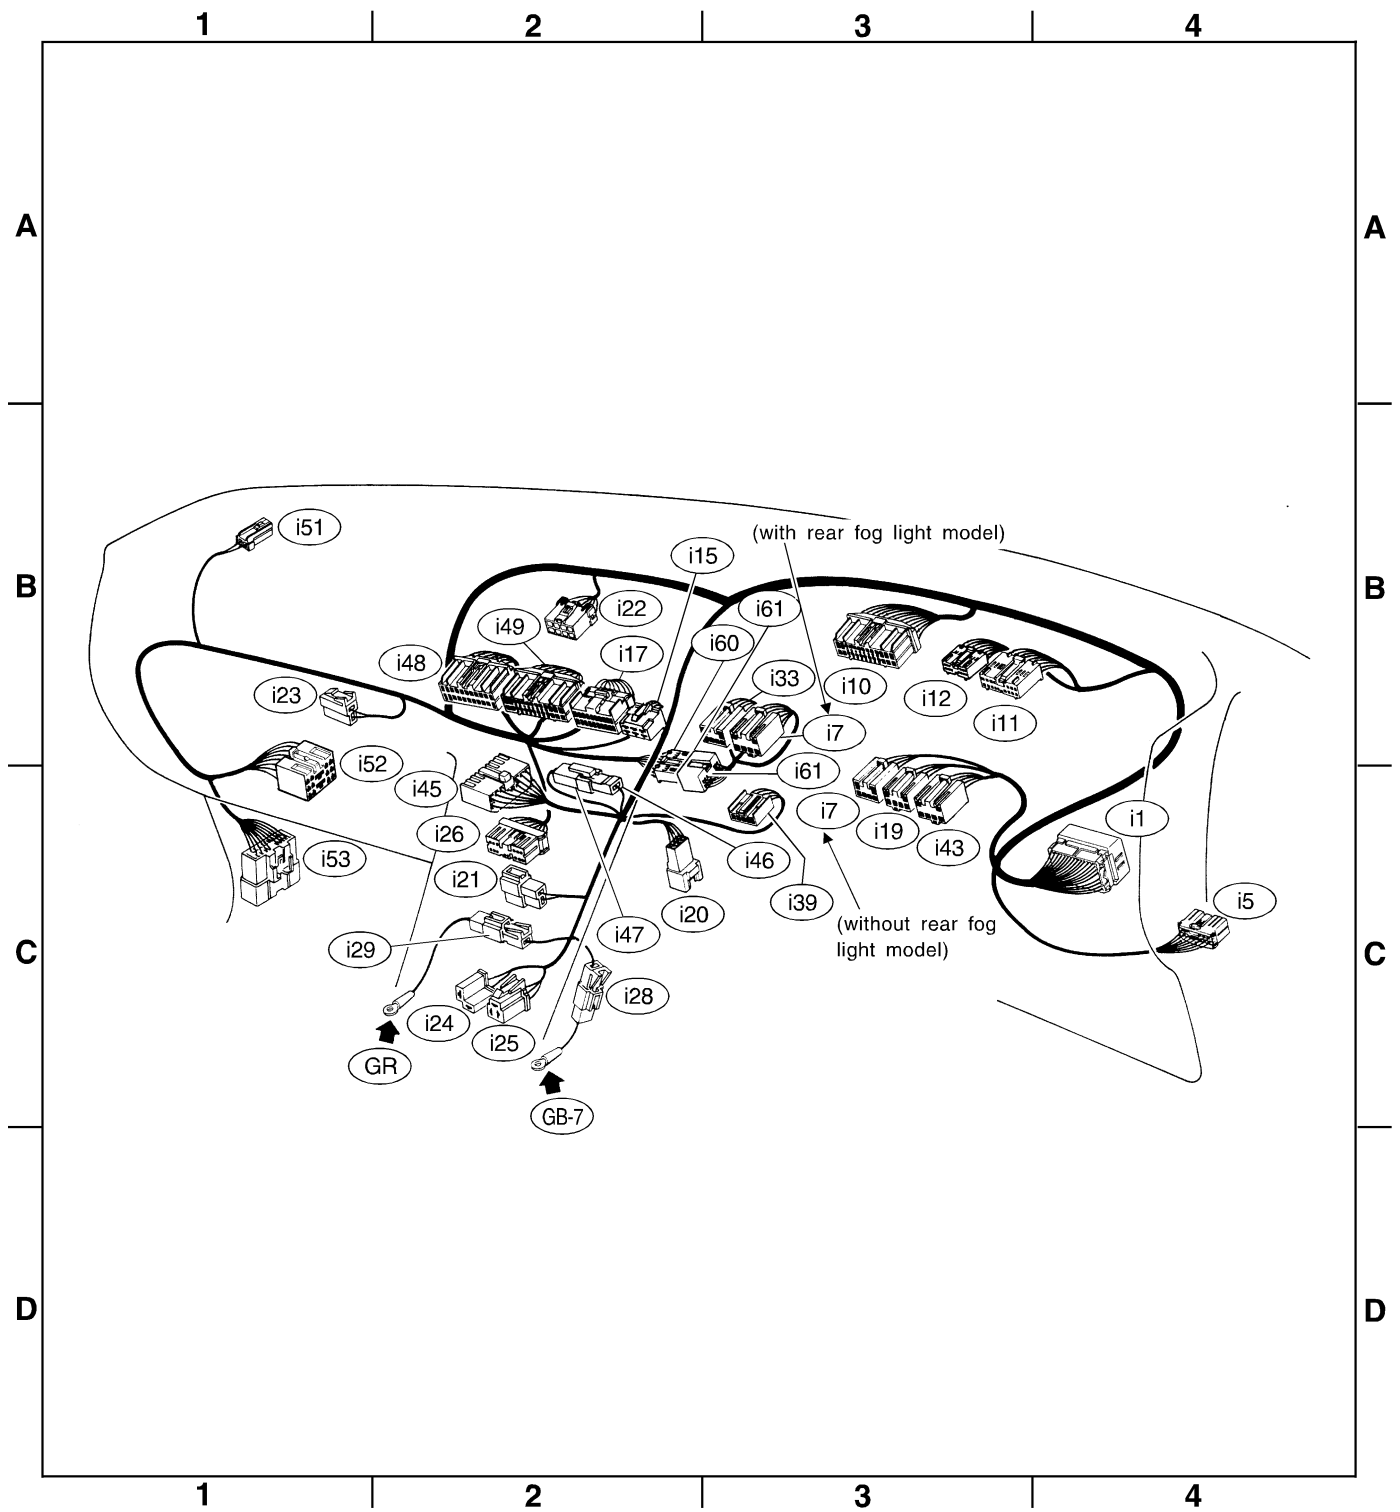 1 2 3 4
A A
i51
(with rear fog light model)
i15
B B
i22
i61
i49
i60
i17
i48
i33
i10
i23
i12
i11
i7
i52
i61
i45
i7
i1
i26
i19
i43
i53
i46
i21
i39
i5
i20
(without rear fog
light model)
i47
i29
C C
i28
i24
i25
GR
GB-7
D D
1 2 3 4